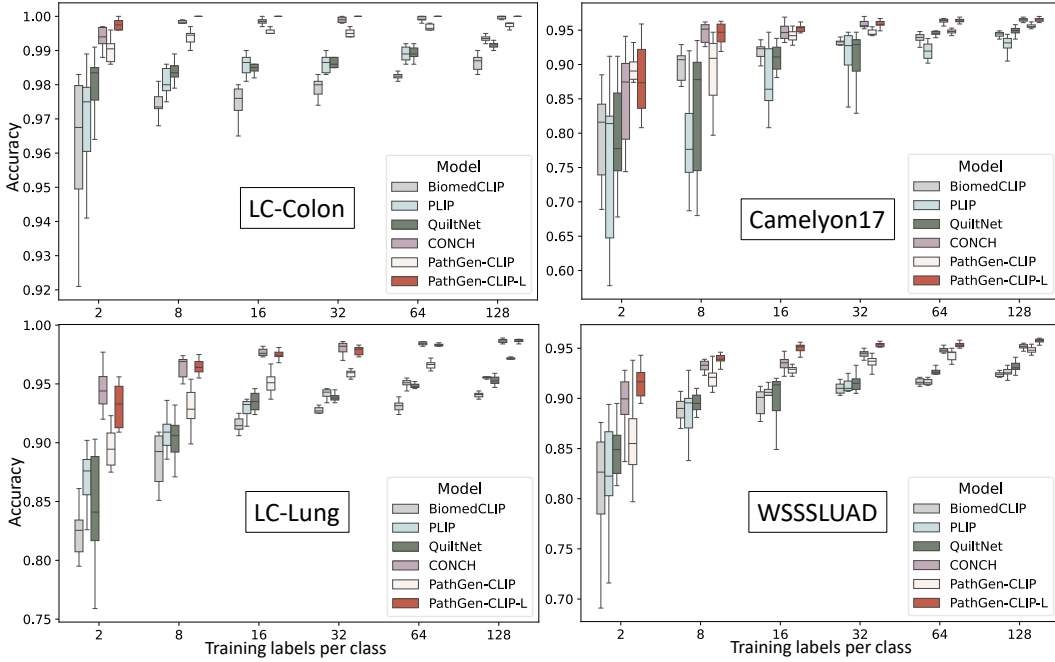 Accuracy
1.00
0.99
0.98
0.97
0.96
0.95
0.94
0.93
0.92
2 8 16 32 64 128
LC-Colon
Model
BiomedCLIP
PLIP
QuiltNet
CONCH
PathGen-CLIP
PathGen-CLIP-L
0.95
0.90
0.85
0.80
0.75
0.70
0.65
0.60
2 8 16 32 64 128
Camelyon17
Model
BiomedCLIP
PLIP
QuiltNet
CONCH
PathGen-CLIP
PathGen-CLIP-L
Accuracy
1.00
0.95
0.90
0.85
0.80
0.75
2 8 16 32 64 128
Training labels per class
LC-Lung
Model
BiomedCLIP
PLIP
QuiltNet
CONCH
PathGen-CLIP
PathGen-CLIP-L
0.95
0.90
0.85
0.80
0.75
0.70
2 8 16 32 64 128
Training labels per class
WSSSLUAD
Model
BiomedCLIP
PLIP
QuiltNet
CONCH
PathGen-CLIP
PathGen-CLIP-L